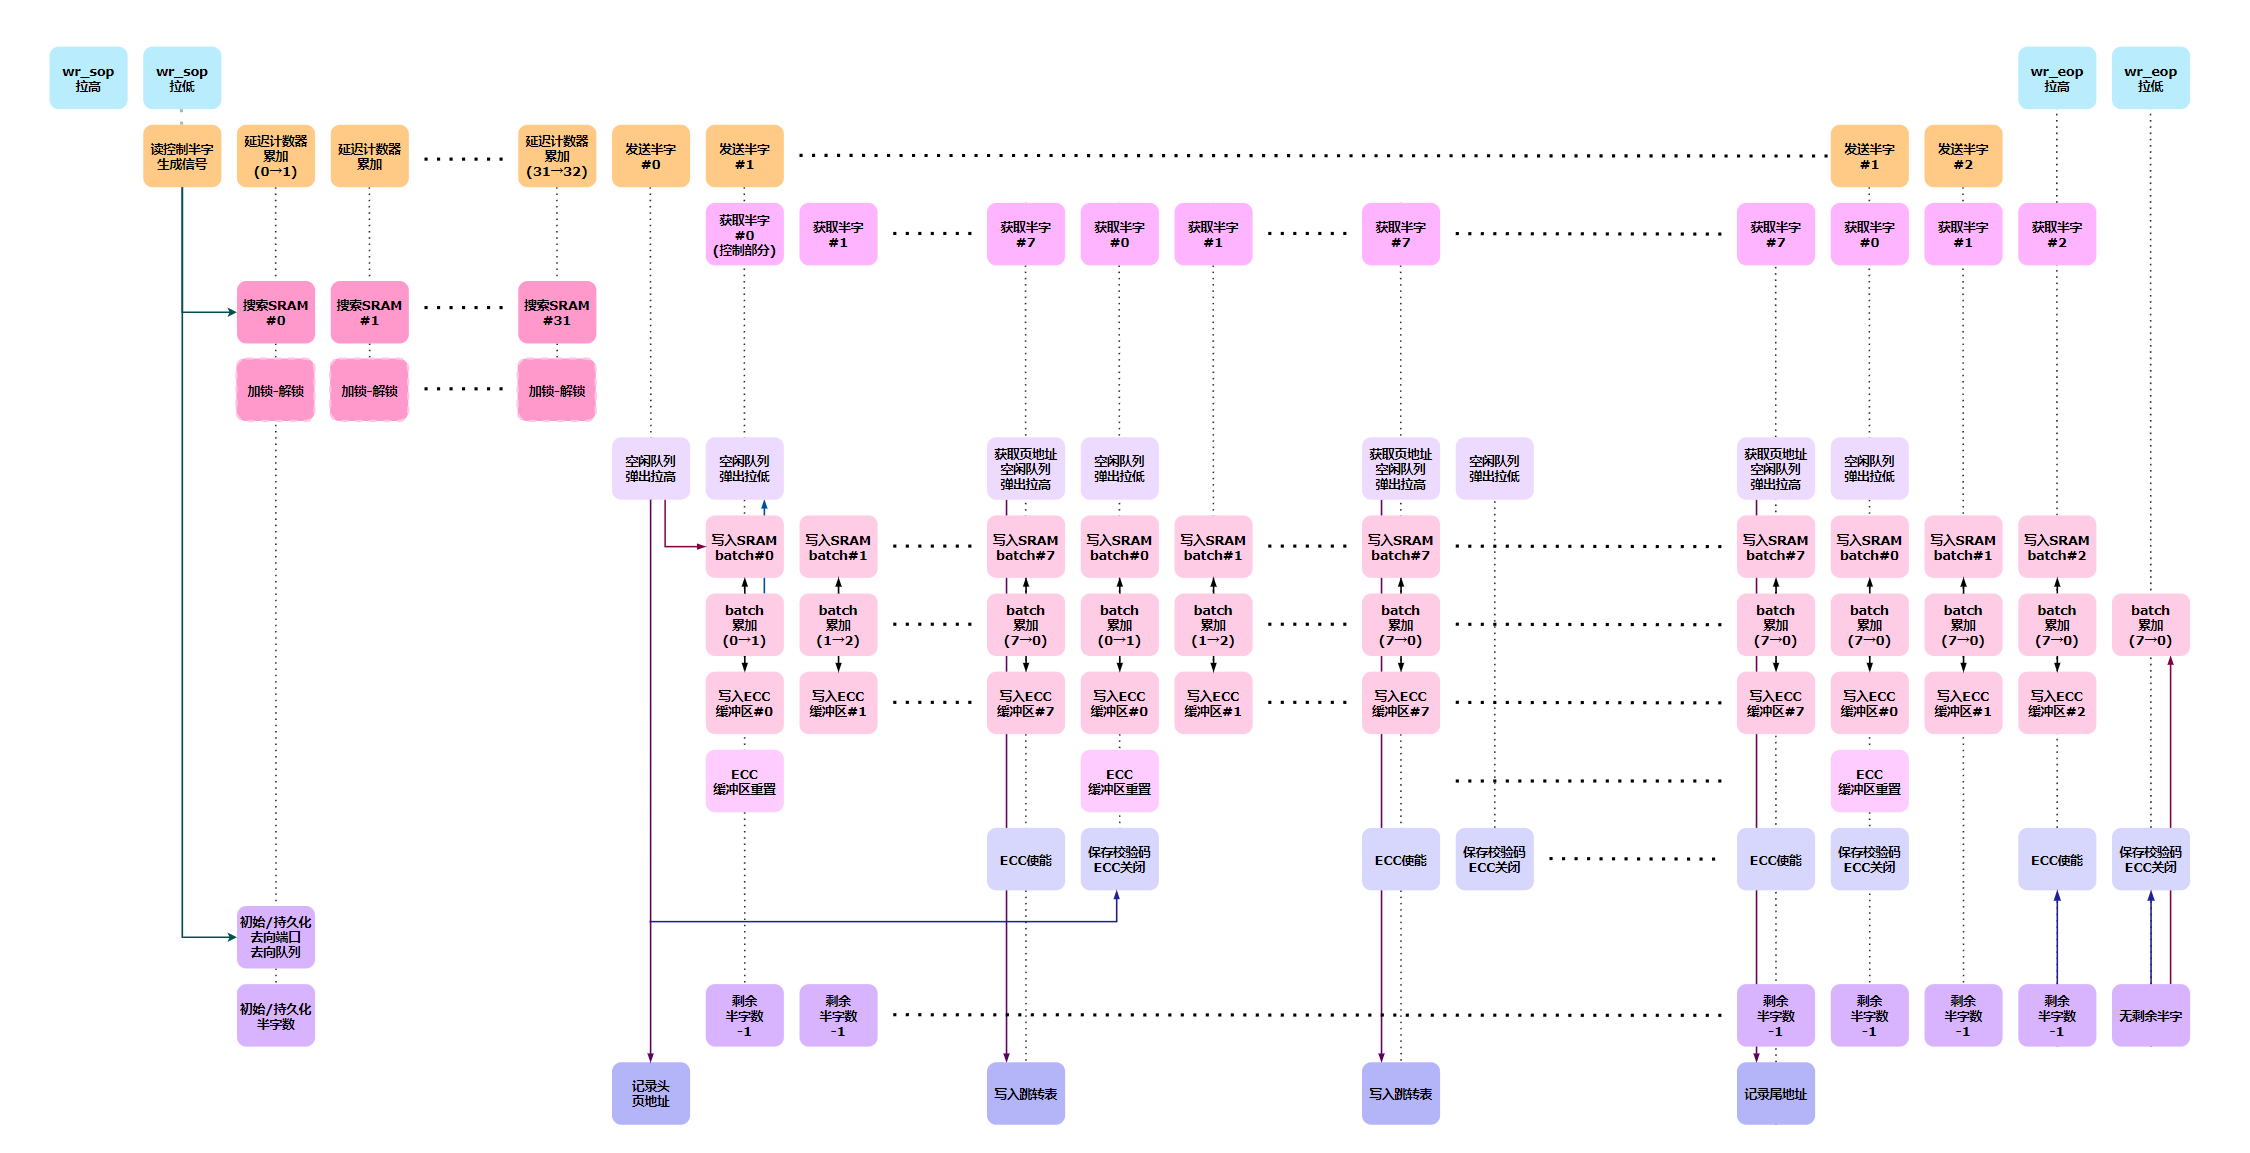 wr_sop
拉高
wr_sop
拉低
wr_eop
拉高
wr_eop
拉低
读控制半字
生成信号
延迟计数器
累加
(0→1)
延迟计数器
累加
延迟计数器
累加
(31→32)
发送半字
#0
发送半字
#1
发送半字
#1
发送半字
#2
获取半字
#0
(控制部分)
获取半字
#1
获取半字
#7
获取半字
#0
获取半字
#1
获取半字
#7
获取半字
#7
获取半字
#0
获取半字
#1
获取半字
#2
搜索SRAM
#0
搜索SRAM
#1
搜索SRAM
#31
加锁-解锁
加锁-解锁
加锁-解锁
空闲队列
弹出拉高
空闲队列
弹出拉低
获取页地址
空闲队列
弹出拉高
空闲队列
弹出拉低
获取页地址
空闲队列
弹出拉高
空闲队列
弹出拉低
获取页地址
空闲队列
弹出拉高
空闲队列
弹出拉低
写入SRAM
batch#0
写入SRAM
batch#1
写入SRAM
batch#7
写入SRAM
batch#0
写入SRAM
batch#1
写入SRAM
batch#7
写入SRAM
batch#7
写入SRAM
batch#0
写入SRAM
batch#1
写入SRAM
batch#2
batch
累加
(0→1)
batch
累加
(1→2)
batch
累加
(7→0)
batch
累加
(0→1)
batch
累加
(1→2)
batch
累加
(7→0)
batch
累加
(7→0)
batch
累加
(7→0)
batch
累加
(7→0)
batch
累加
(7→0)
batch
累加
(7→0)
写入ECC
缓冲区#0
写入ECC
缓冲区#1
写入ECC
缓冲区#7
写入ECC
缓冲区#0
写入ECC
缓冲区#1
写入ECC
缓冲区#7
写入ECC
缓冲区#7
写入ECC
缓冲区#0
写入ECC
缓冲区#1
写入ECC
缓冲区#2
ECC
缓冲区重置
ECC
缓冲区重置
ECC
缓冲区重置
ECC使能
保存校验码
ECC关闭
ECC使能
保存校验码
ECC关闭
ECC使能
保存校验码
ECC关闭
ECC使能
保存校验码
ECC关闭
初始/持久化
去向端口
去向队列
初始/持久化
半字数
剩余
半字数
-1
剩余
半字数
-1
剩余
半字数
-1
剩余
半字数
-1
剩余
半字数
-1
剩余
半字数
-1
无剩余半字
记录头
页地址
写入跳转表
写入跳转表
记录尾地址